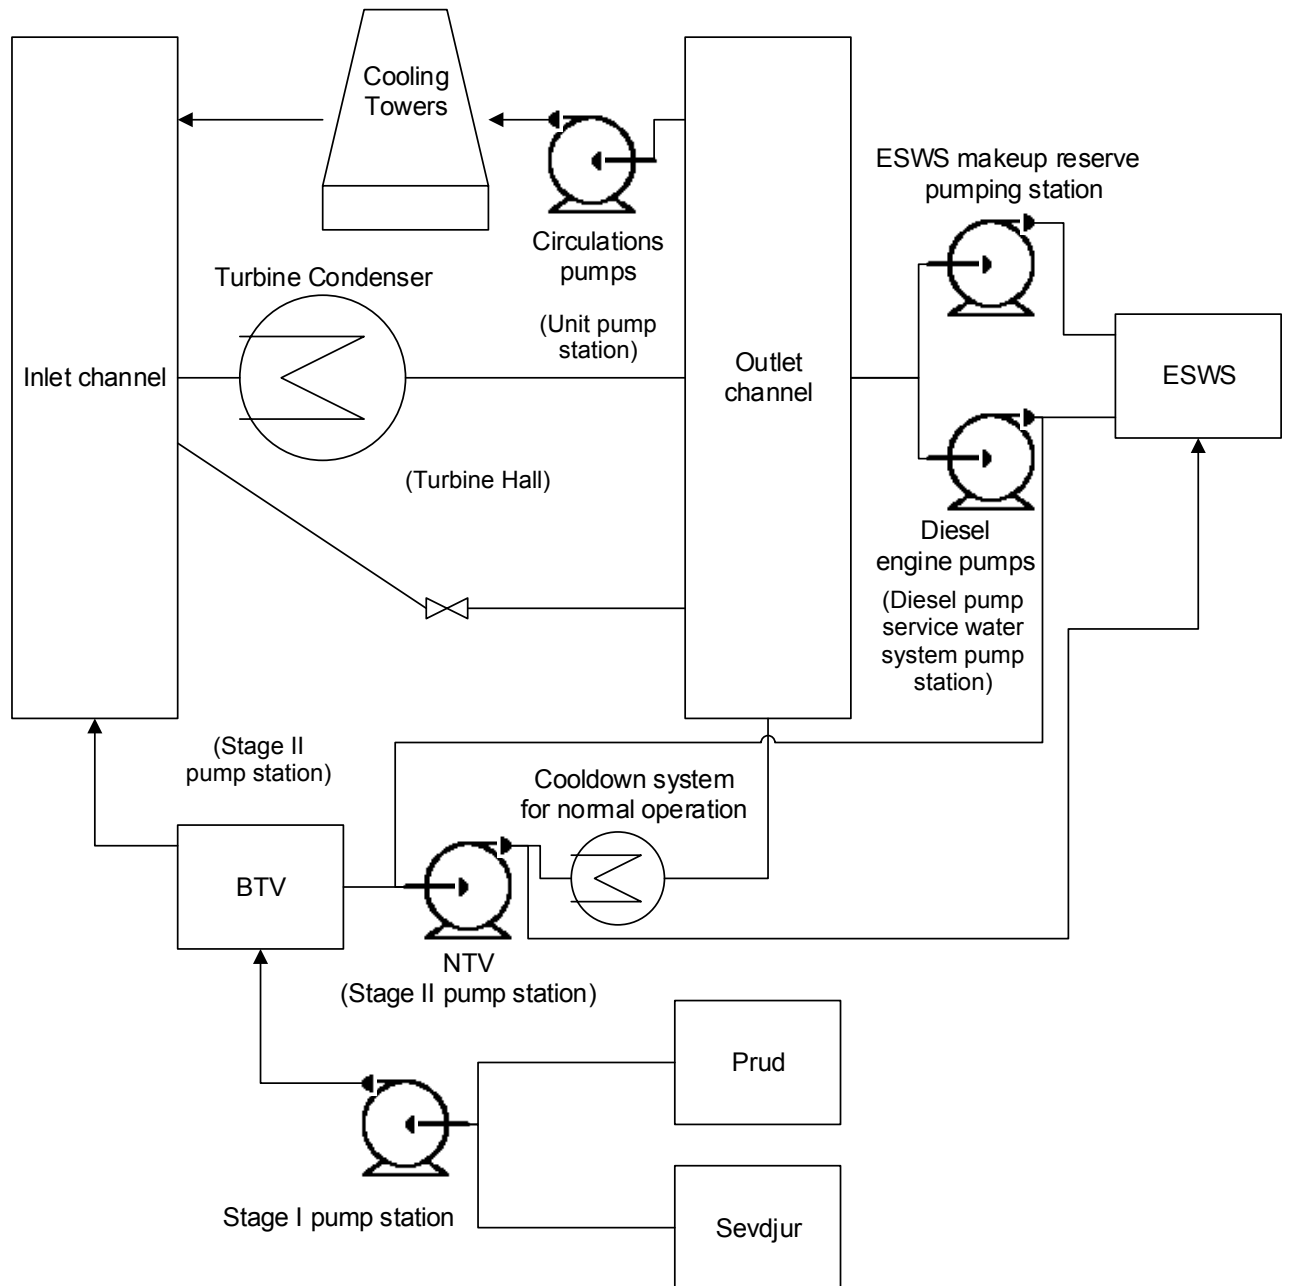 Cooling
Towers
ESWS makeup reserve
pumping station
Circulations
pumps
Turbine Condenser
(Unit pump
station)
Inlet channel
Outlet
channel
ESWS
(Turbine Hall)
Diesel
engine pumps
(Diesel pump
service water
system pump
station)
(Stage II
pump station)
Cooldown system
for normal operation
BTV
NTV
(Stage II pump station)
Prud
Stage I pump station
Sevdjur